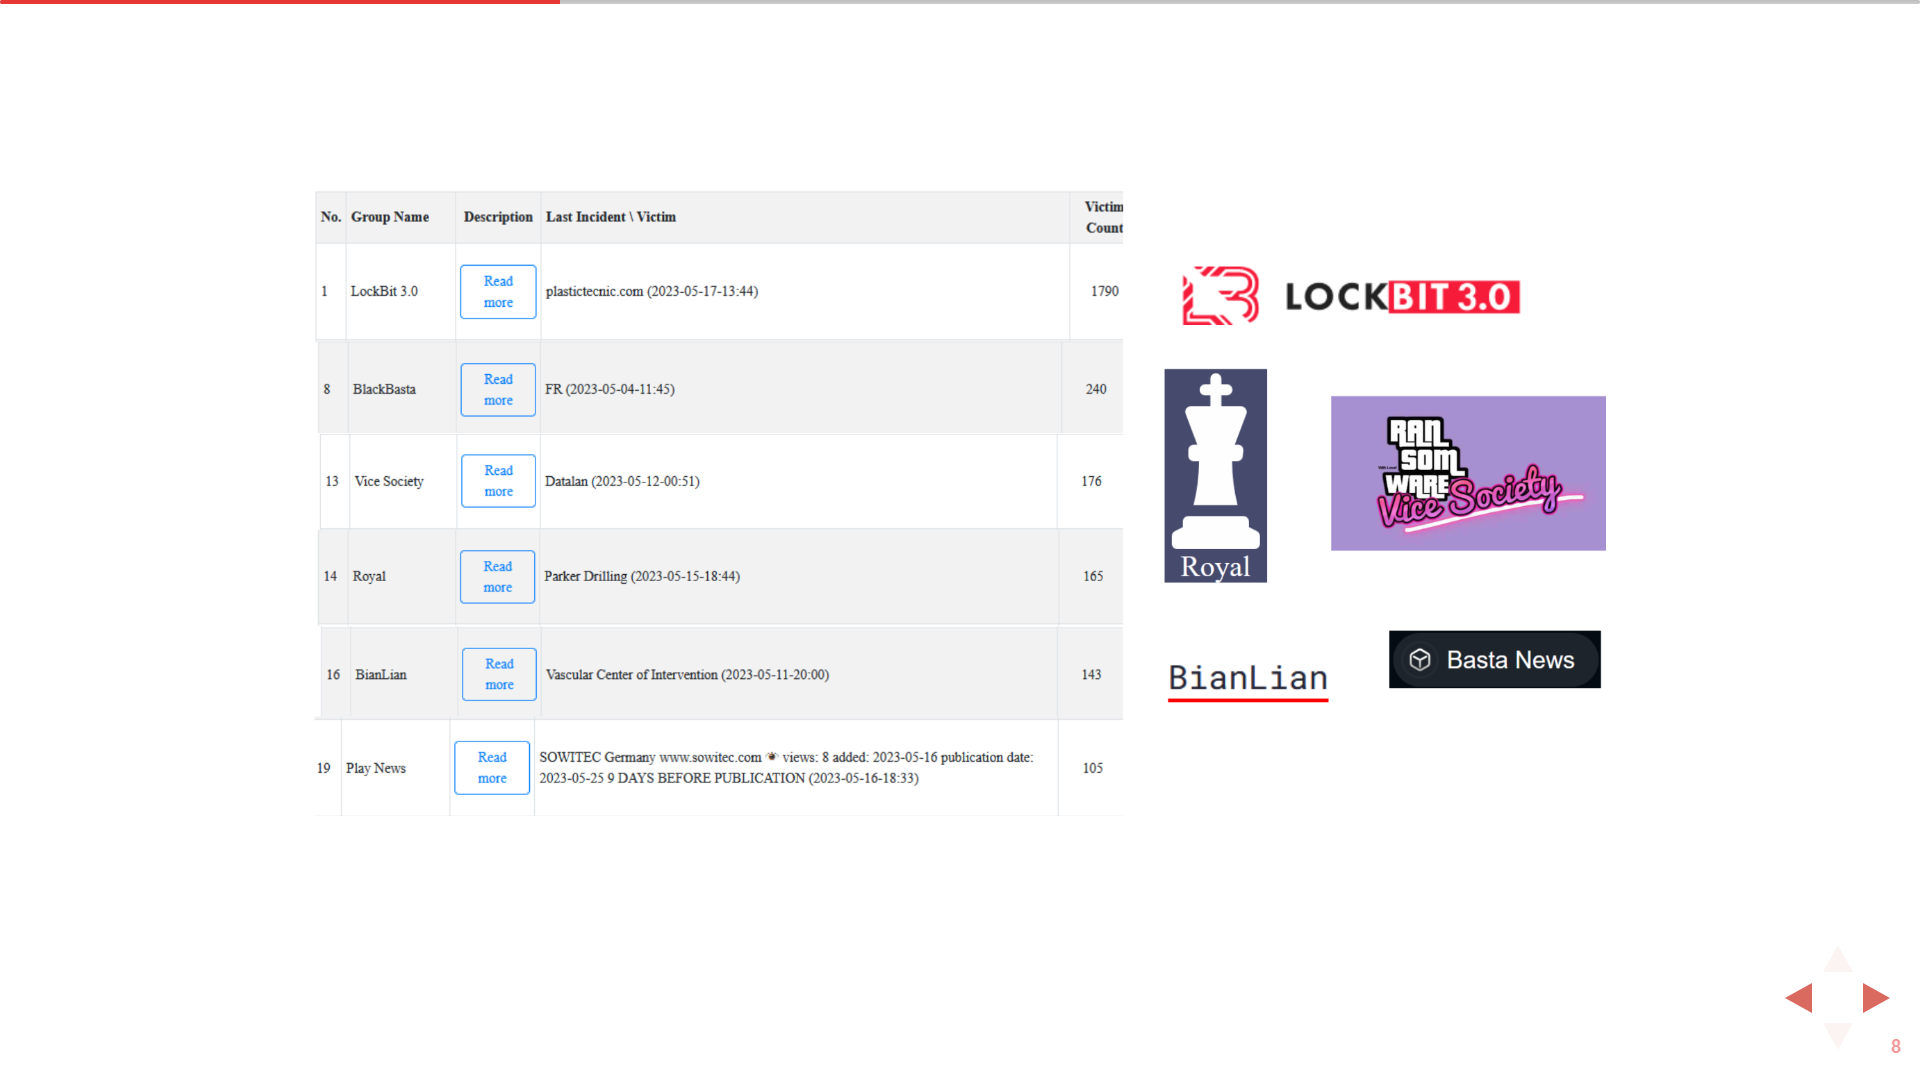 No. Group Name Description Last Incident \ Victim Victim
Count
1 LockBit 3.0 Read more plastictecnic.com (2023-05-17-13:44) 1790
8 BlackBasta Read more FR (2023-05-04-11:45) 240
13 Vice Society Read more Datalan (2023-05-12-00:51) 176
14 Royal Read more Parker Drilling (2023-05-15-18:44) 165
16 BianLian Read more Vascular Center of Intervention (2023-05-11-20:00) 143
19 Play News Read more SOWITEC Germany www.sowitec.com 👁 views: 8 added: 2023-05-16 publication date:
2023-05-25 9 DAYS BEFORE PUBLICATION (2023-05-16-18:33) 105
LOCKBIT 3.0
Royal
RAN
SOM
WARE
Vice Society
BianLian
Basta News
8